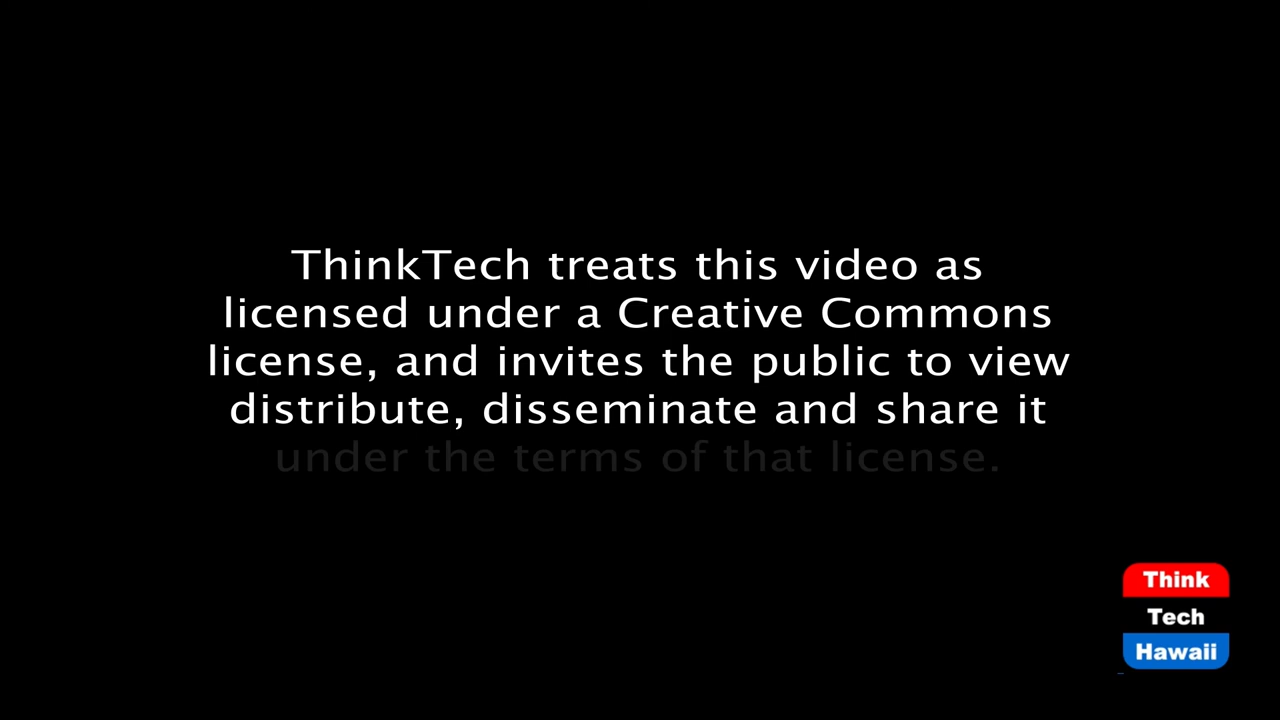 ThinkTech treats this video as
licensed under a Creative Commons
license, and invites the public to view
distribute, disseminate and share it
under the terms of that license.
Think
Tech
Hawaii